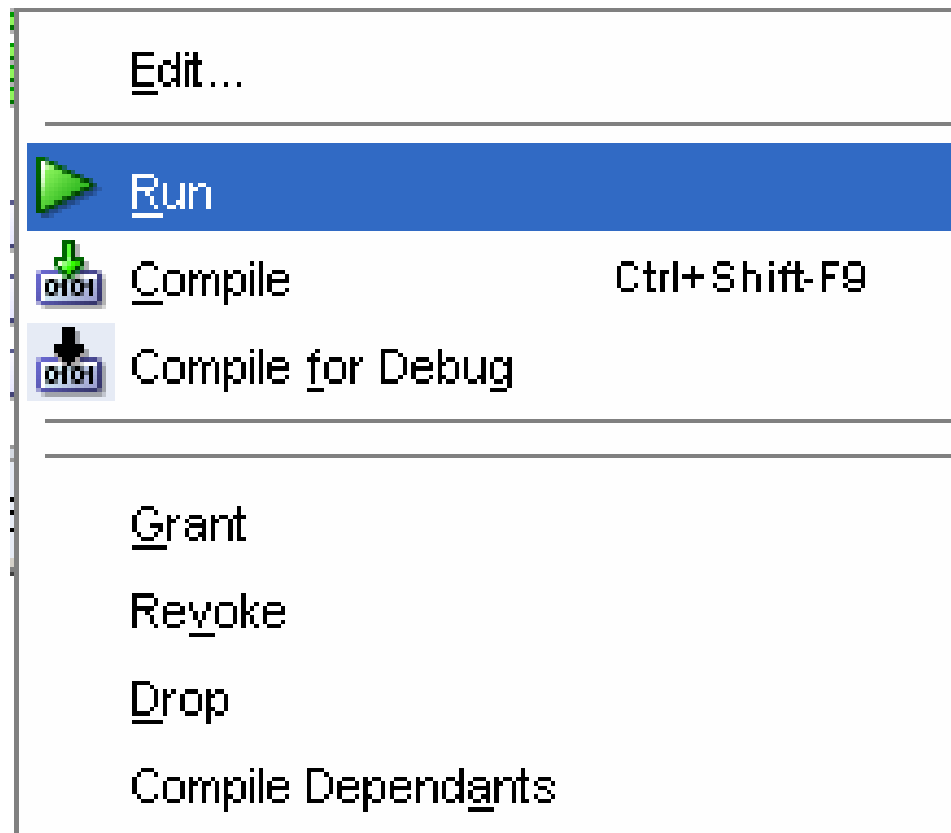 Edit...
Run
Compile Ctrl+Shift-F9
Compile for Debug
Grant
Revoke
Drop
Compile Dependants